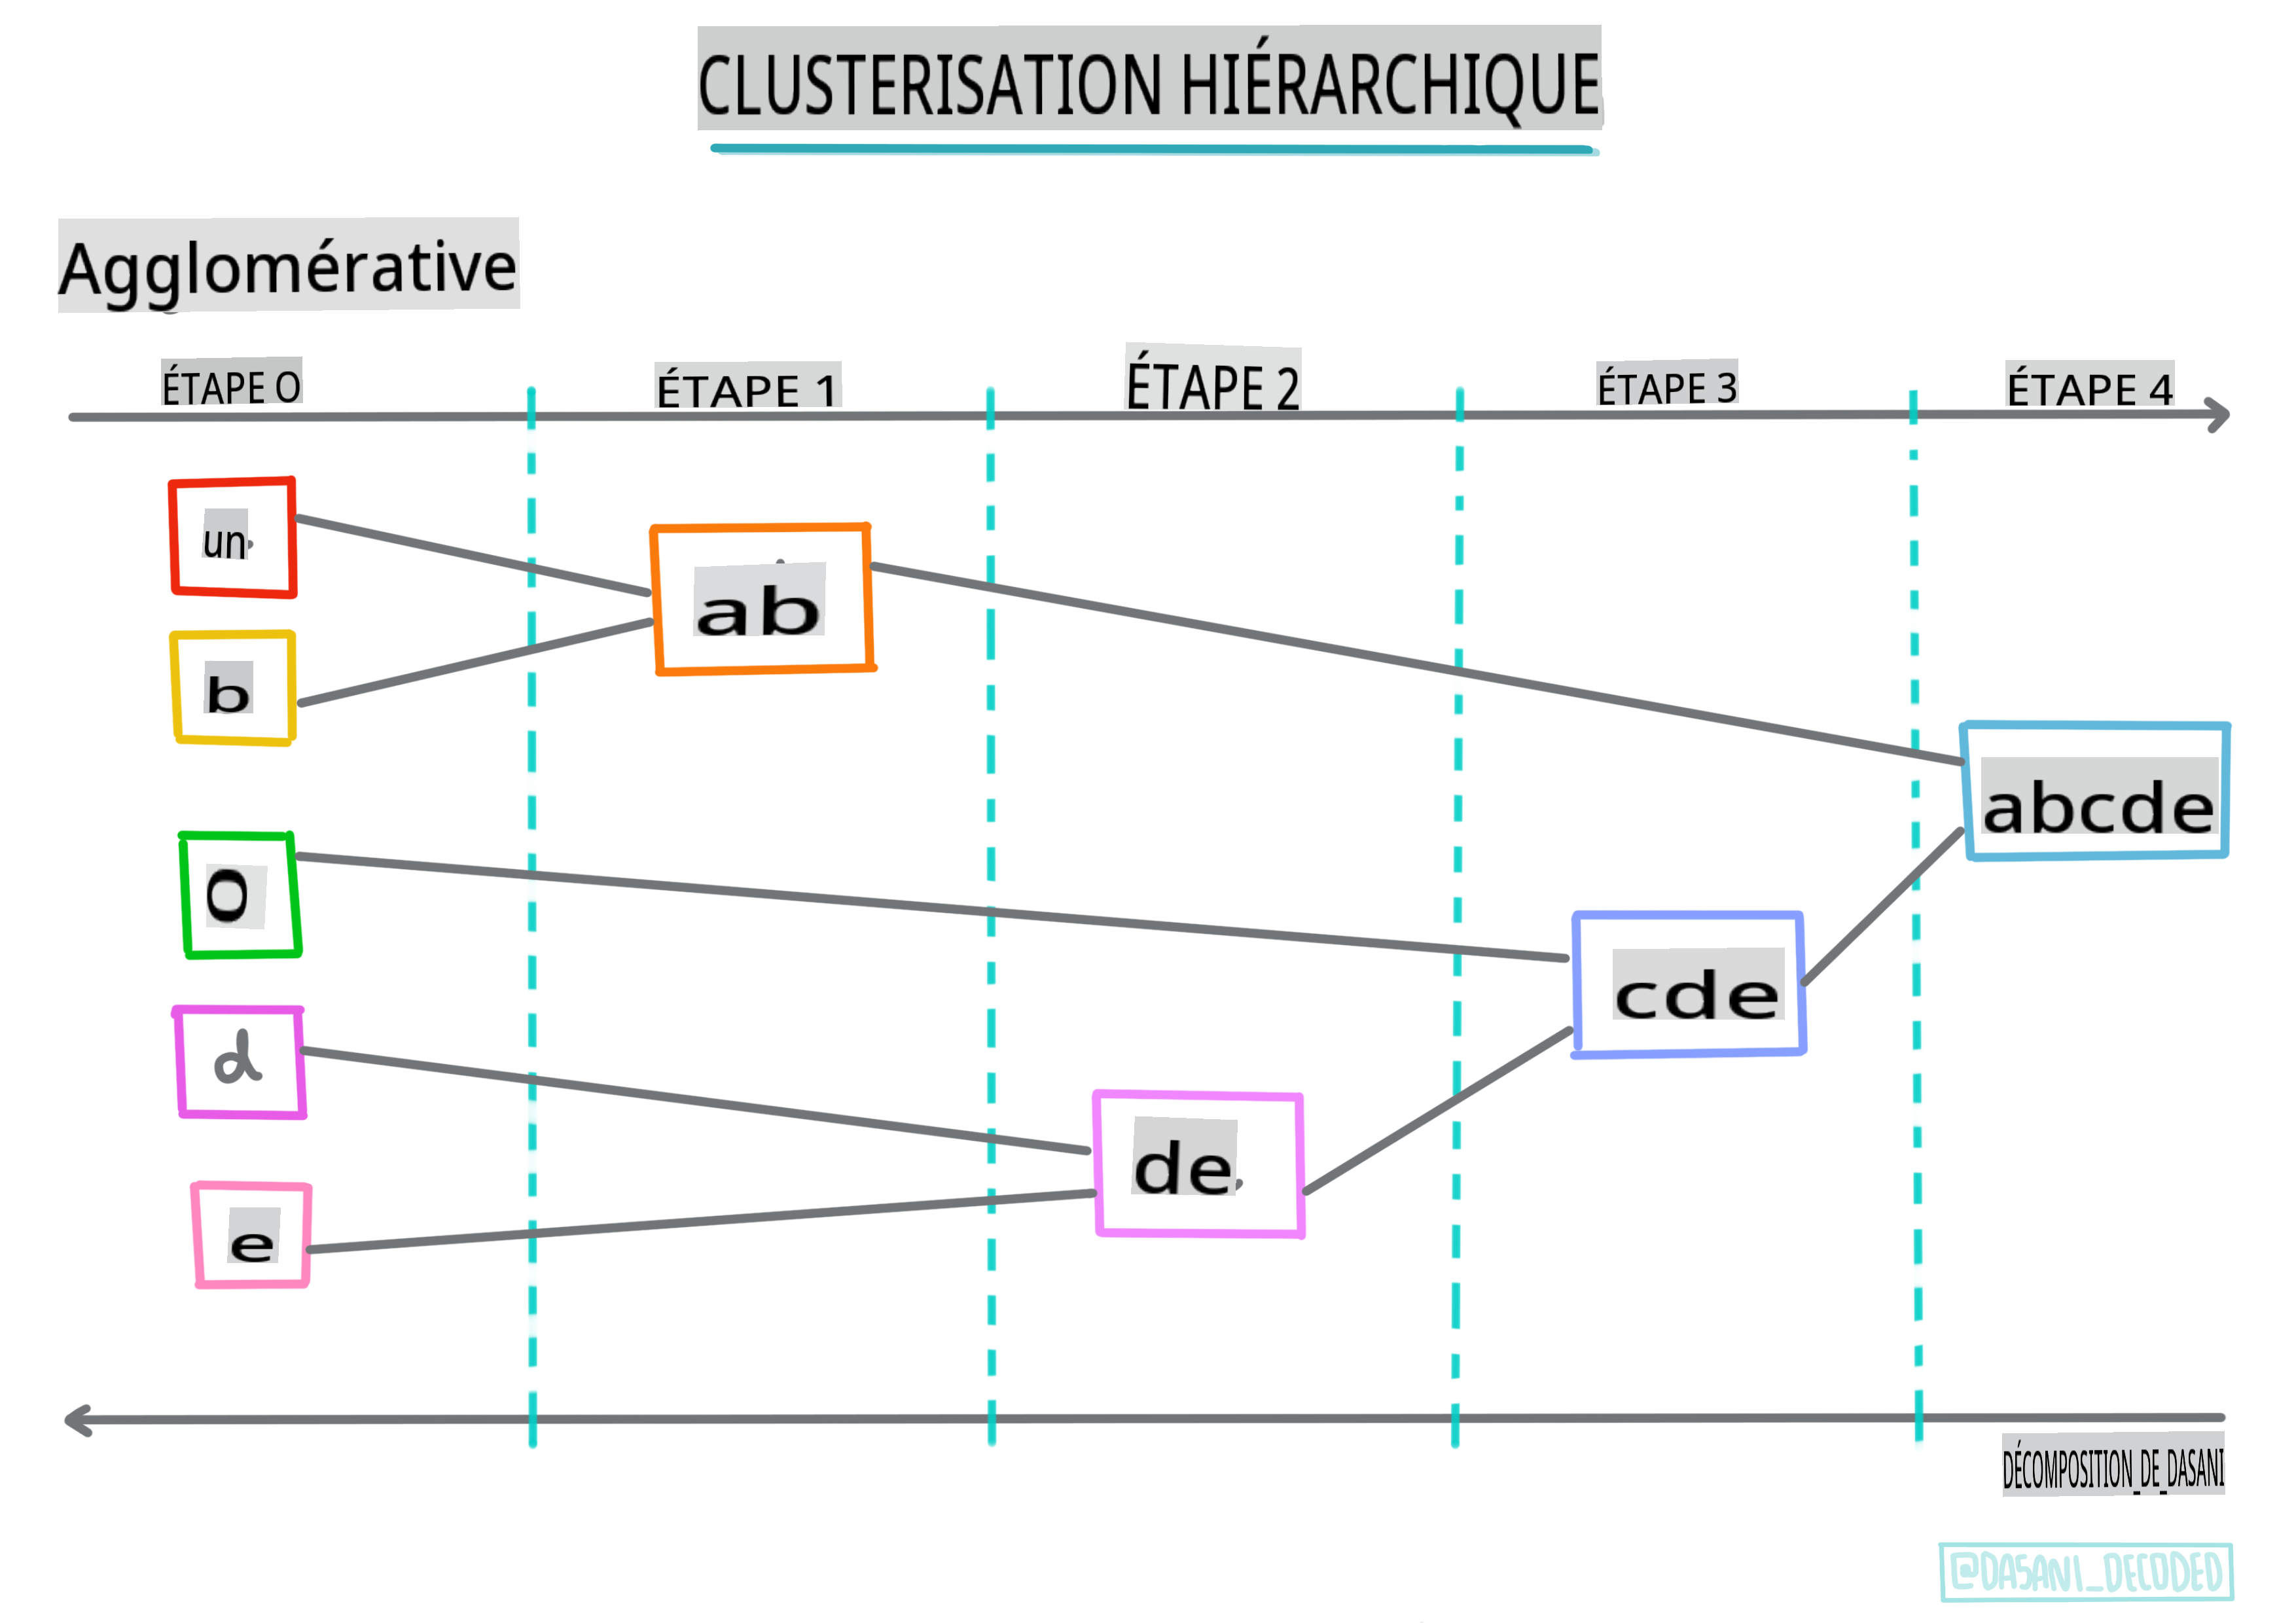 CLUSTERISATION HIÉRARCHIQUE
Agglomérative
ÉTAPE O
ÉTAPE 1
ÉTAPE 2
ÉTAPE 3
ÉTAPE 4
un
ab
b
abcde
0
cde
d
de
e
DÉCOMPOSITION_DE_DASANI
@DASANI_DECODED